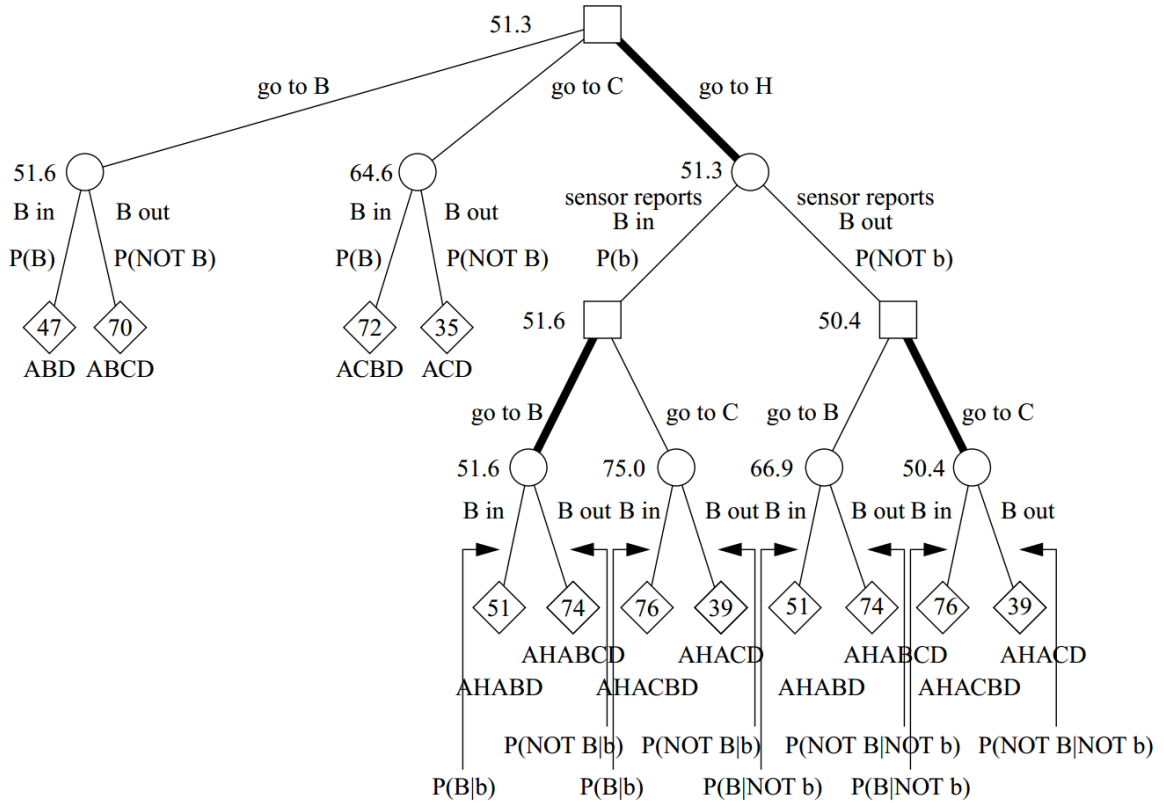 51.3
go to B
go to C
go to H
51.6
64.6
51.3
B in
B out
B in
B out
sensor reports
B in
sensor reports
B out
P(B)
P(NOT B)
P(B)
P(NOT B)
P(b)
P(NOT b)
47
70
72
35
51.6
50.4
ABD
ABCD
ACBD
ACD
go to B
go to C
go to B
go to C
51.6
75.0
66.9
50.4
B in
B out
B in
B out
B in
B out
B in
B out
51
74
76
39
51
74
76
39
AHABCD
AHACD
AHABCD
AHACD
AHABD
AHACBD
AHABD
AHACBD
P(NOT B|b)
P(NOT B|b)
P(NOT B|NOT b)
P(NOT B|NOT b)
P(B|b)
P(B|b)
P(B|NOT b)
P(B|NOT b)